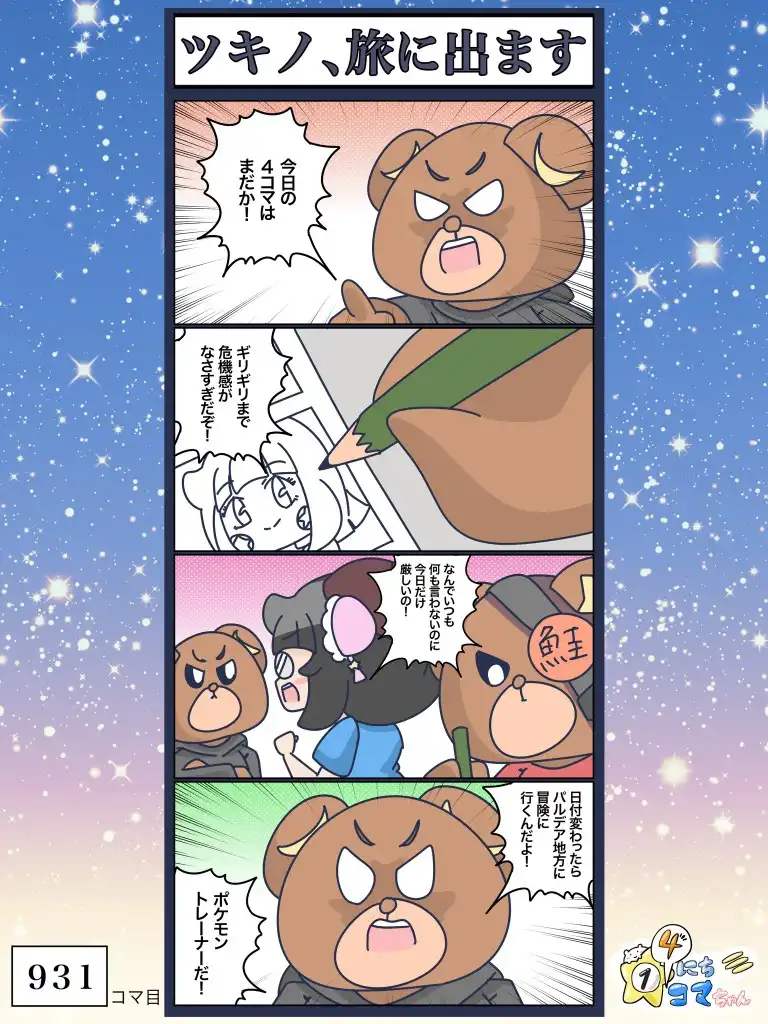 ツキノ、旅に出ます
今日の
4コマは
まだか!
ギリギリまで
危機感が
なさすぎだぞ!
なんでいつも
何も言わないのに
今日だけ
厳しいの!
鮭
日付変わったら
パルデア地方に
冒険に
行くんだよ!
ポケモン
トレーナーだ!
931
コマ目
1
にち
4
コマ
ちゃん